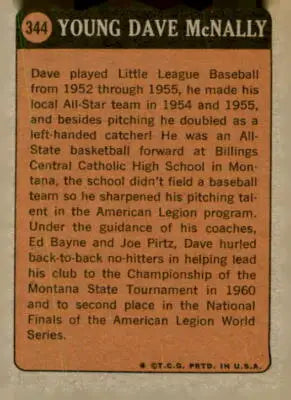 344 YOUNG DAVE McNALLY
Dave played Little League Baseball
from 1952 through 1955, he made his
local All-Star team in 1954 and 1955,
and besides pitching he doubled as a
left-handed catcher! He was an All-
State basketball forward at Billings
Central Catholic High School in Mon-
tana, the school didn't field a baseball
team so he sharpened his pitching tal-
ent in the American Legion program.
Under the guidance of his coaches,
Ed Bayne and Joe Pirtz, Dave hurled
back-to-back no-hitters in helping lead
his club to the Championship of the
Montana State Tournament in 1960
and to second place in the National
Finals of the American Legion World
Series.
©T.C.G. PRTD. IN U.S.A.